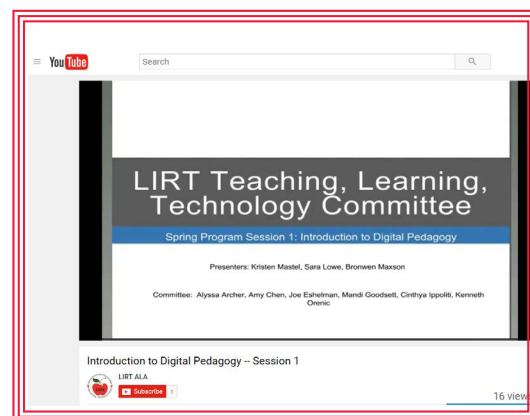 YouTube
Search
LIRT Teaching, Learning,
Technology Committee
Spring Program Session 1: Introduction to Digital Pedagogy
Presenters: Kristen Mastel, Sara Lowe, Bronwen Maxson
Committee: Alyssa Archer, Amy Chen, Joe Eshelman, Mandi Goodsett, Cinthya Ippoliti, Kenneth
Orenic
Introduction to Digital Pedagogy -- Session 1
LIRT ALA
Subscribe
16 view